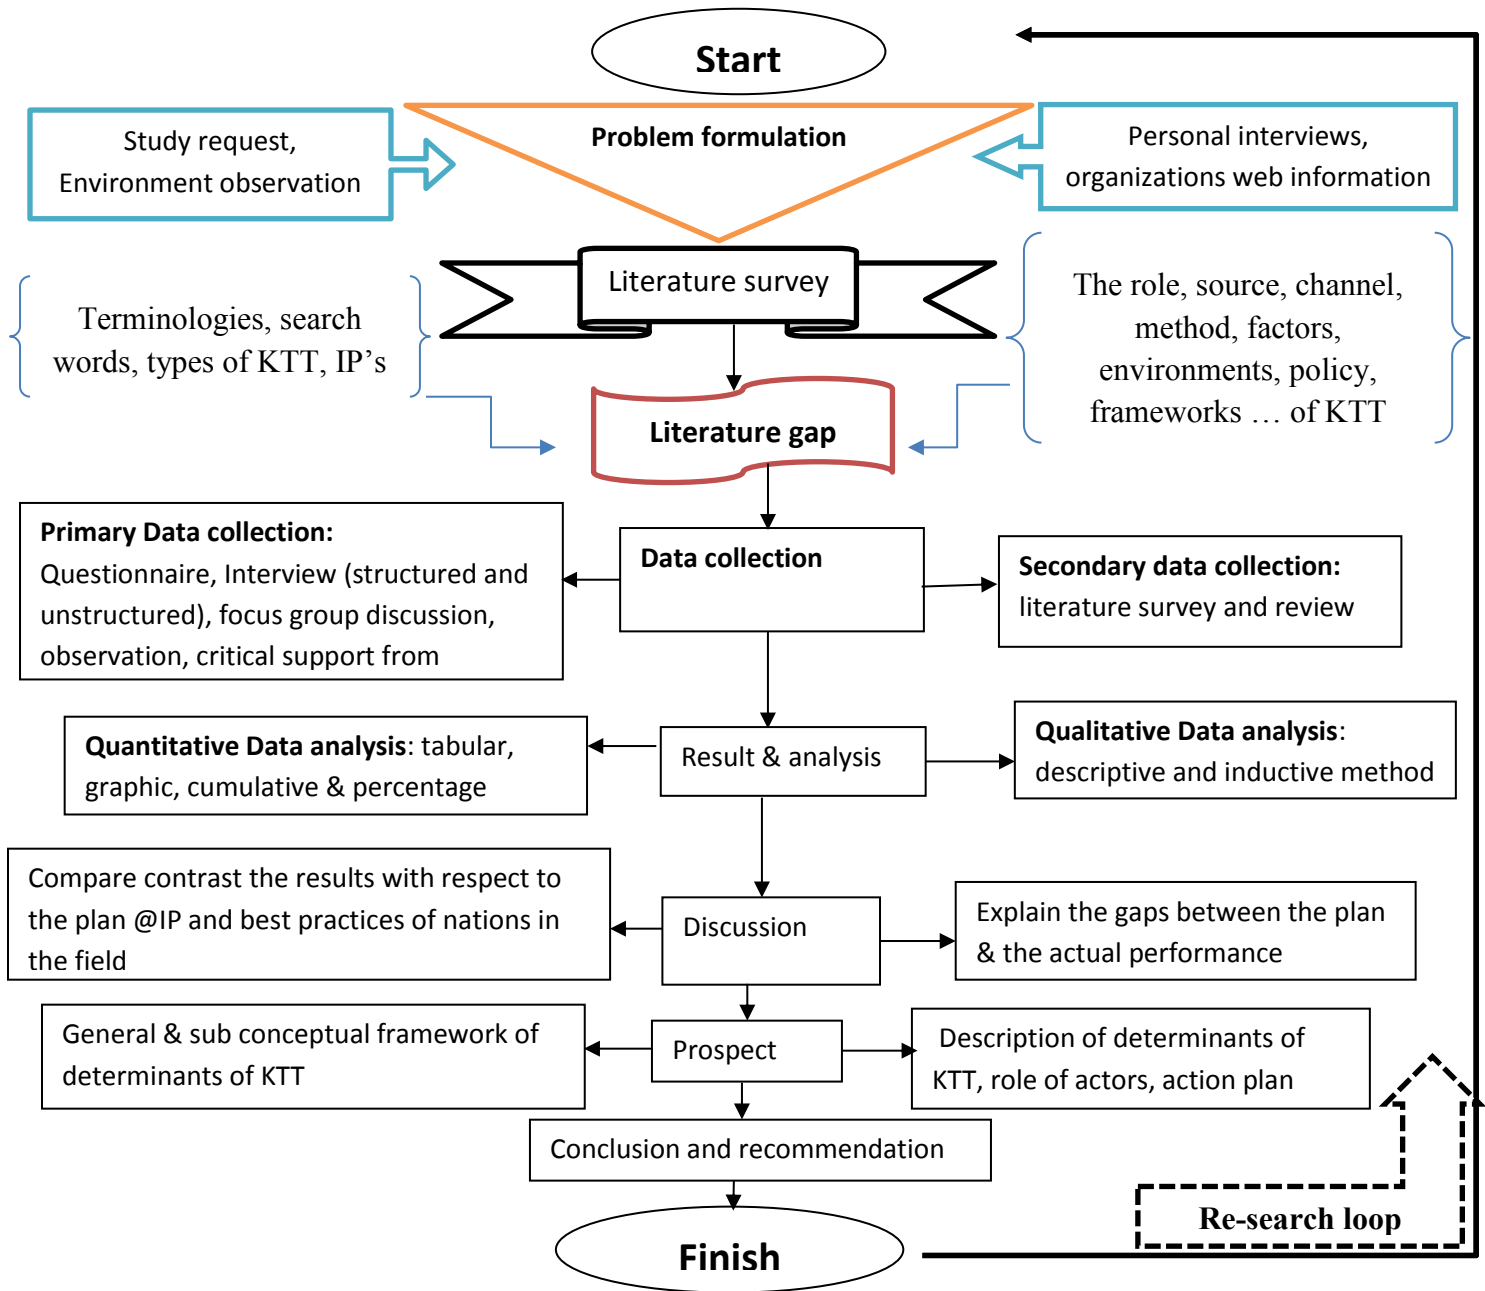 Start
Problem formulation
Study request,
Environment observation
Personal interviews,
organizations web information
Literature survey
Terminologies, search
words, types of KTT, IP’s
The role, source, channel,
method, factors,
environments, policy,
frameworks … of KTT
Literature gap
Primary Data collection:
Questionnaire, Interview (structured and
unstructured), focus group discussion,
observation, critical support from
Data collection
Secondary data collection:
literature survey and review
Quantitative Data analysis: tabular,
graphic, cumulative & percentage
Result & analysis
Qualitative Data analysis:
descriptive and inductive method
Compare contrast the results with respect to
the plan @IP and best practices of nations in
the field
Discussion
Explain the gaps between the plan
& the actual performance
General & sub conceptual framework of
determinants of KTT
Prospect
Description of determinants of
KTT, role of actors, action plan
Conclusion and recommendation
Re-search loop
Finish